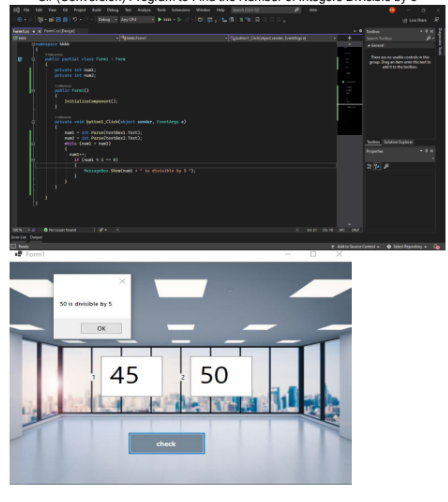 C#: (Conversion) Program to Find the Number of Integers Divisible by 5
File Edit View Git Project Build Debug Test Analyze Tools Extensions Window Help
Debug Any CPU Start
Live Share
Form1.cs Form1.cs [Design]
public partial class Form1 : Form
{
private int num1;
private int num2;
public Form1()
{
InitializeComponent();
}
private void button1_Click(object sender, EventArgs e)
{
num1 = int.Parse(textBox1.Text);
num2 = int.Parse(textBox2.Text);
while (num1 < num2)
{
num1++;
if (num1 % 5 == 0)
{
MessageBox.Show(num1 + " is divisible by 5 ");
}
}
}
Toolbox
Search Toolbox
General
There are no usable controls in this
group. Drag an item onto this text to
add it to the toolbox.
Toolbox Solution Explorer
Properties
No issues found
Error List Output
Ready
Add to Source Control Select Repository
Form1
50 is divisible by 5
OK
1 45 2 50
check